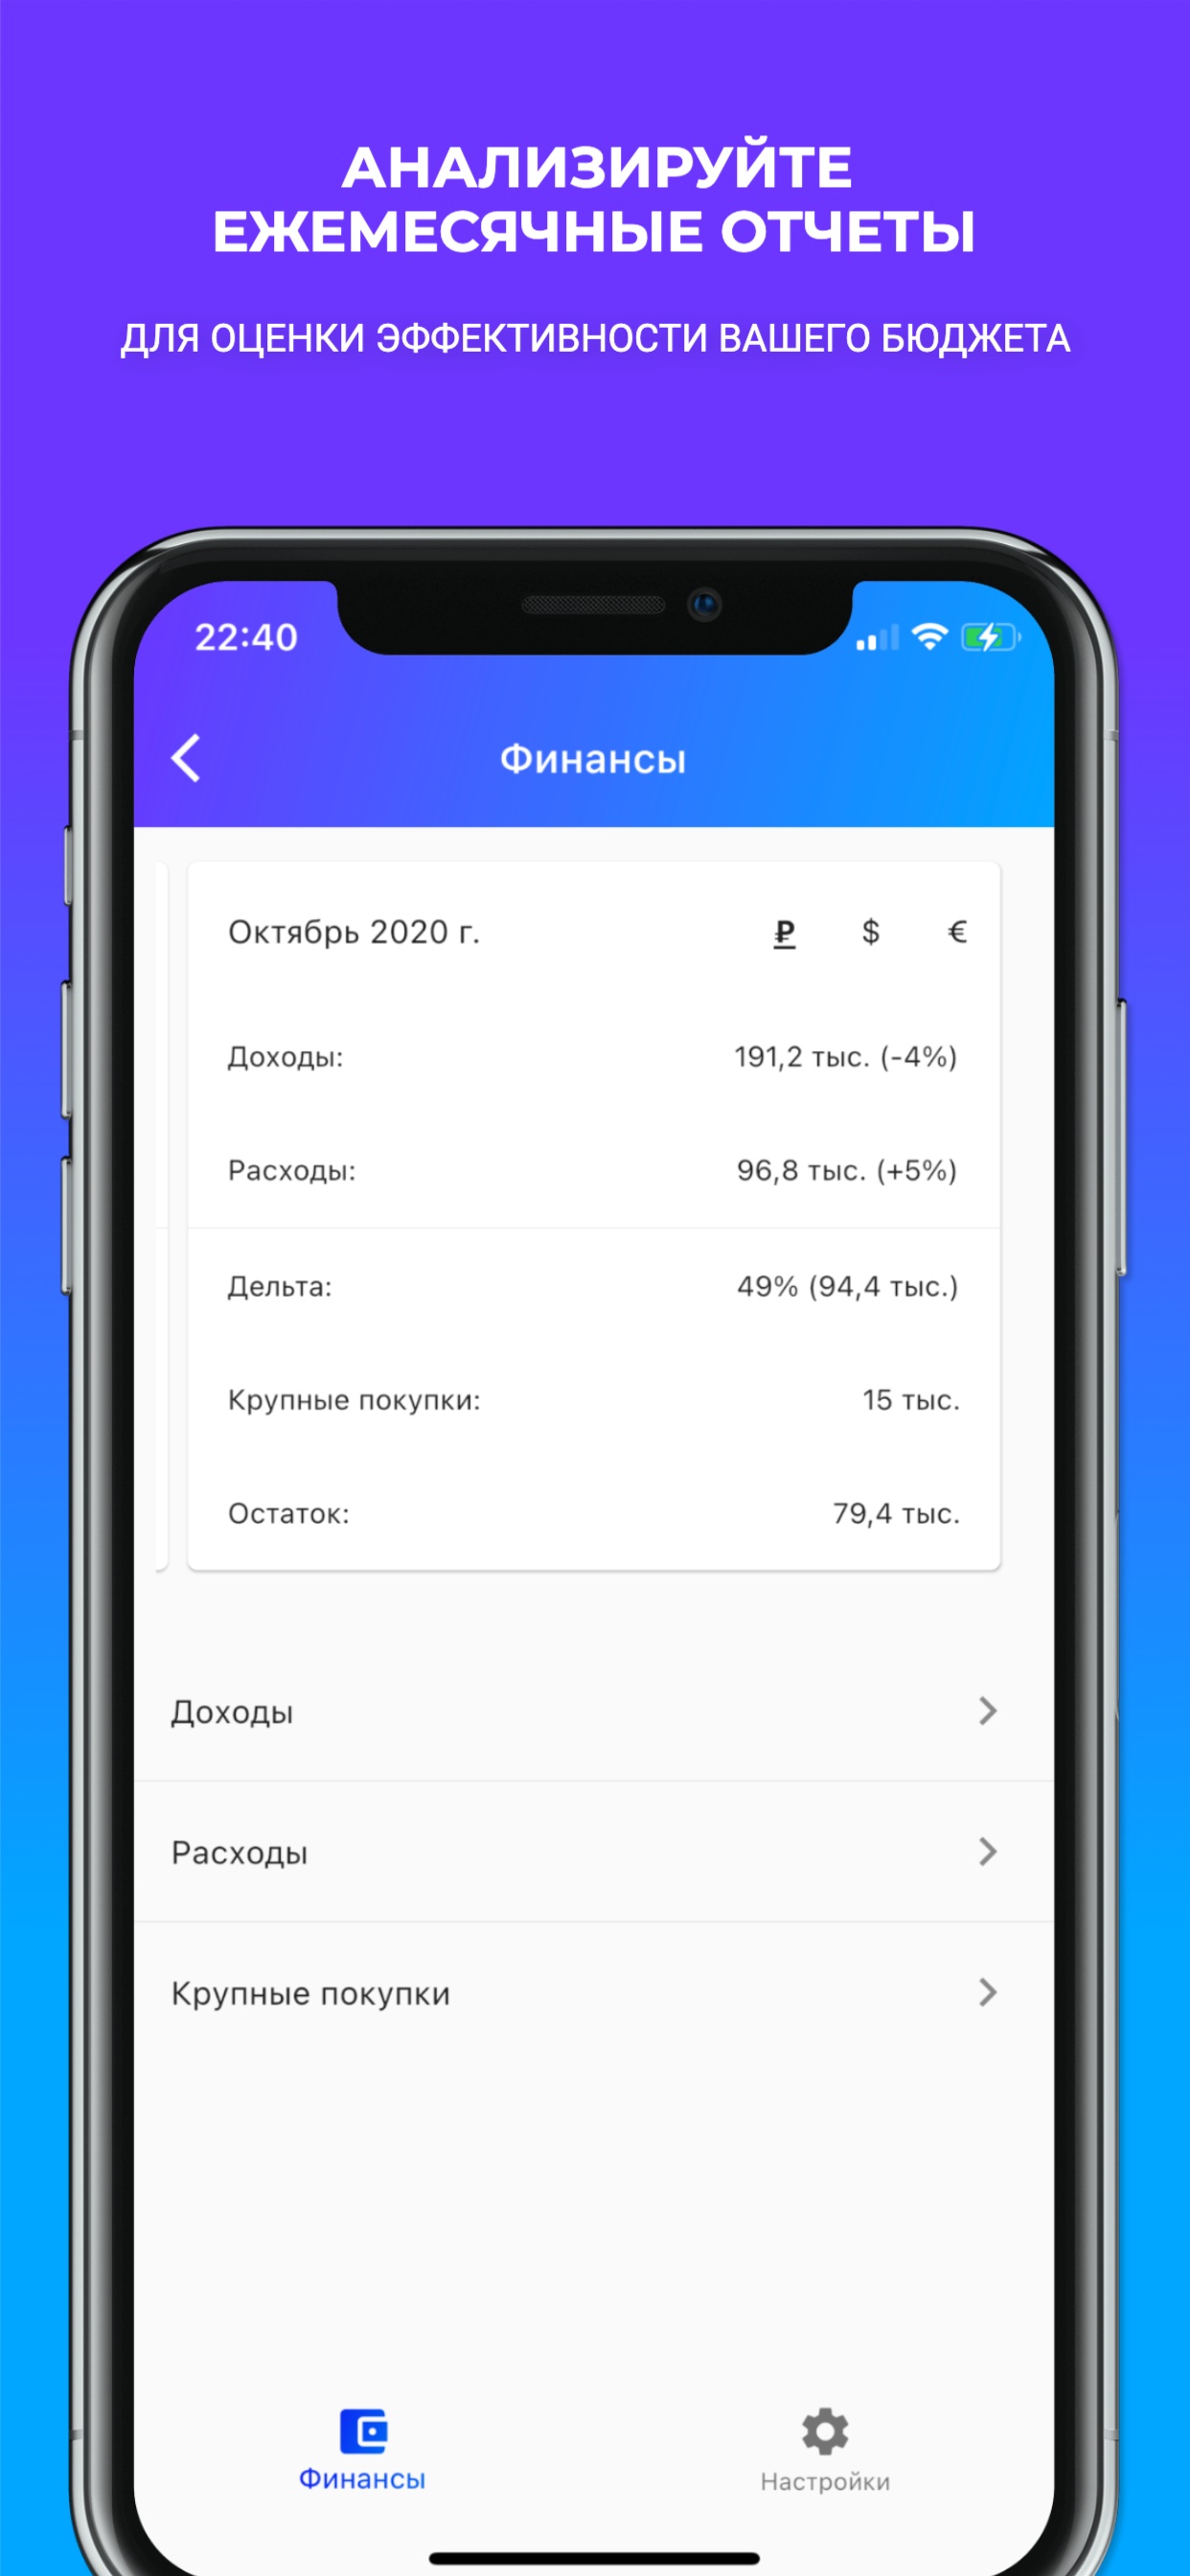 АНАЛИЗИРУЙТЕ
ЕЖЕМЕСЯЧНЫЕ ОТЧЕТЫ
ДЛЯ ОЦЕНКИ ЭФФЕКТИВНОСТИ ВАШЕГО БЮДЖЕТА
22:40
Финансы
Октябрь 2020 г. ₽ $ €
Доходы: 191,2 тыс. (-4%)
Расходы: 96,8 тыс. (+5%)
Дельта: 49% (94,4 тыс.)
Крупные покупки: 15 тыс.
Остаток: 79,4 тыс.
Доходы
Расходы
Крупные покупки
Финансы Настройки